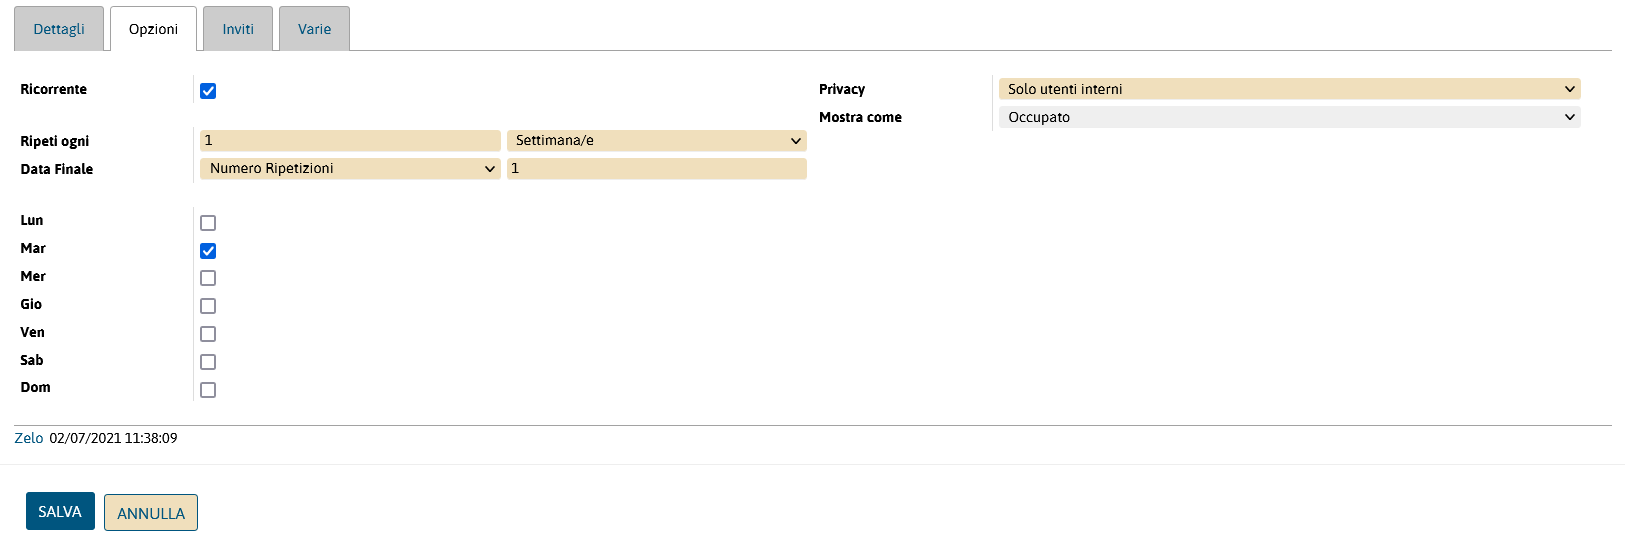 Dettagli Opzioni Inviti Varie
Ricorrente
Privacy Solo utenti interni
Mostra come Occupato
Ripeti ogni 1 Settimana/e
Data Finale Numero Ripetizioni 1
Lun
Mar
Mer
Gio
Ven
Sab
Dom
Zelo 02/07/2021 11:38:09
SALVA ANNULLA